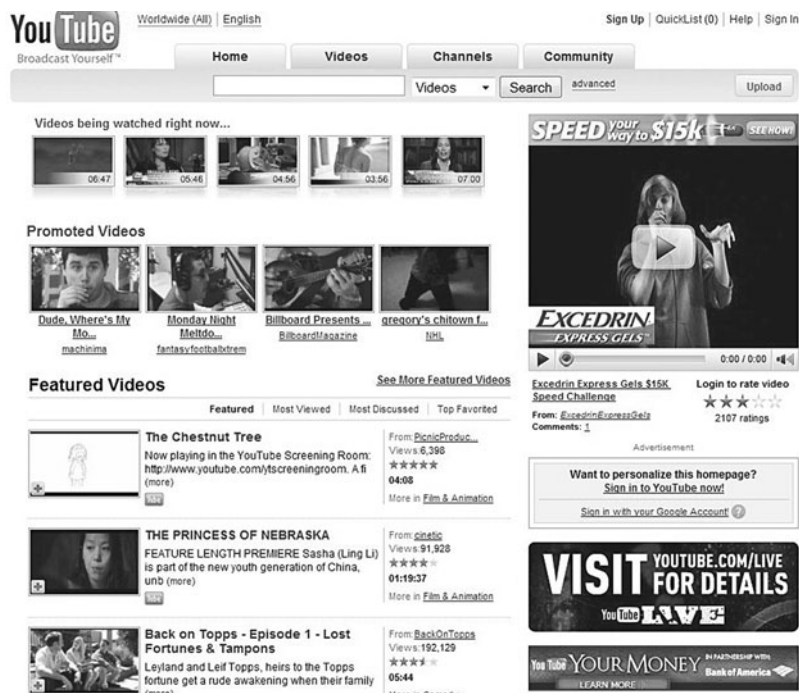 YouTube
Broadcast Yourself™
Worldwide (All) | English
Sign Up | QuickList (0) | Help | Sign In
Home
Videos
Channels
Community
Videos
Search
advanced
Upload
Videos being watched right now...
06:47
05:46
04:56
03:56
07:00
Promoted Videos
Dude, Where's My Mo...
machinima
Monday Night Meltdo...
fantasyfootballxtrem
Billboard Presents ...
BillboardMagazine
gregory's chitown f...
NHL
Featured Videos
See More Featured Videos
Featured | Most Viewed | Most Discussed | Top Favorited
The Chestnut Tree
Now playing in the YouTube Screening Room:
http://www.youtube.com/ytscreeningroom. A fi
(more)
From: PicnicProduc...
Views: 6,398
04:08
More in Film & Animation
THE PRINCESS OF NEBRASKA
FEATURE LENGTH PREMIERE Sasha (Ling Li)
is part of the new youth generation of China,
unb (more)
From: cinetic
Views: 91,928
01:19:37
More in Film & Animation
Back on Topps - Episode 1 - Lost
Fortunes & Tampons
Leyland and Leif Topps, heirs to the Topps
fortune get a rude awakening when their family
From: BackOnTopps
Views: 192,129
05:44
SPEED your way to $15k
SEE HOW!
EXCEDRIN
EXPRESS GELS™
0:00 / 0:00
Excedrin Express Gels $15K
Speed Challenge
From: ExcedrinExpressGels
Comments: 1
Login to rate video
2107 ratings
Advertisement
Want to personalize this homepage?
Sign in to YouTube now!
Sign in with your Google Account!
?
VISIT YOUTUBE.COM/LIVE
FOR DETAILS
YouTube LIVE
YouTube YOUR MONEY
LEARN MORE
IN PARTNERSHIP WITH:
Bank of America